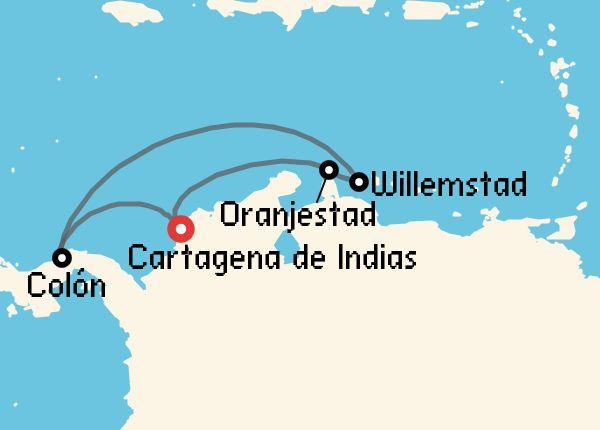 Willemstad
Oranjestad
Cartagena de Indias
Colón